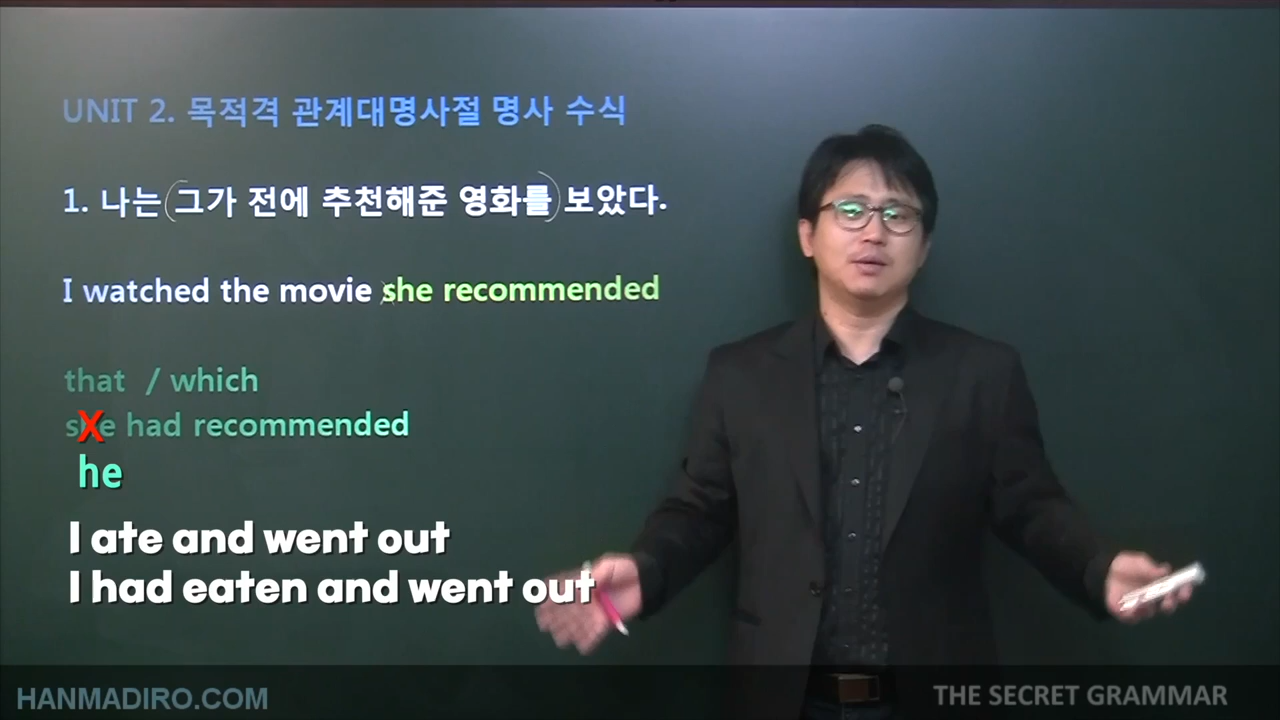 UNIT 2. 목적격 관계대명사절 명사 수식
1. 나는(그가 전에 추천해준 영화를)보았다.
I watched the movie she recommended
that / which
she had recommended
X
he
I ate and went out
I had eaten and went out
HANMADIRO.COM
THE SECRET GRAMMAR